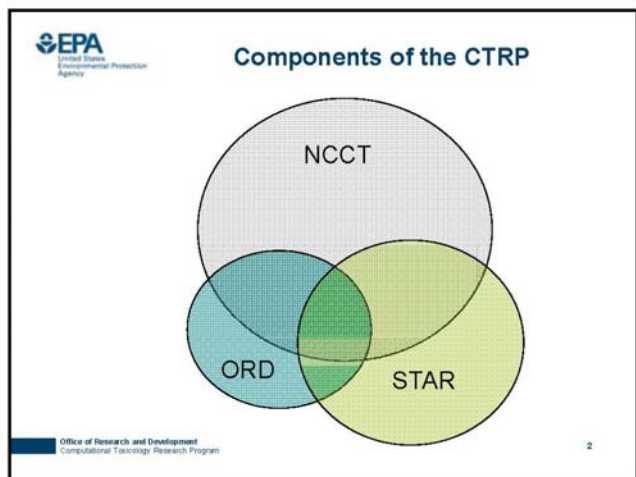 EPA
United States
Environmental Protection
Agency
Components of the CTRP
NCCT
ORD
STAR
Office of Research and Development
Computational Toxicology Research Program
2